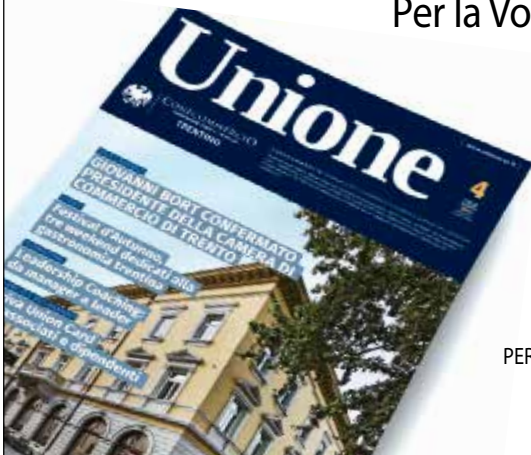 Per la Vo
Unione
CONFCOMMERCIO
TRENTINO
4
GIOVANNI BORT CONFERMATO
PRESIDENTE DELLA CAMERA DI
COMMERCIO DI TRENTO
Festival d'Autunno,
tre weekend dedicati alla
gastronomia trentina
Leadership Coaching
da manager a leader
iva Union Card
associati e dipendenti
PER